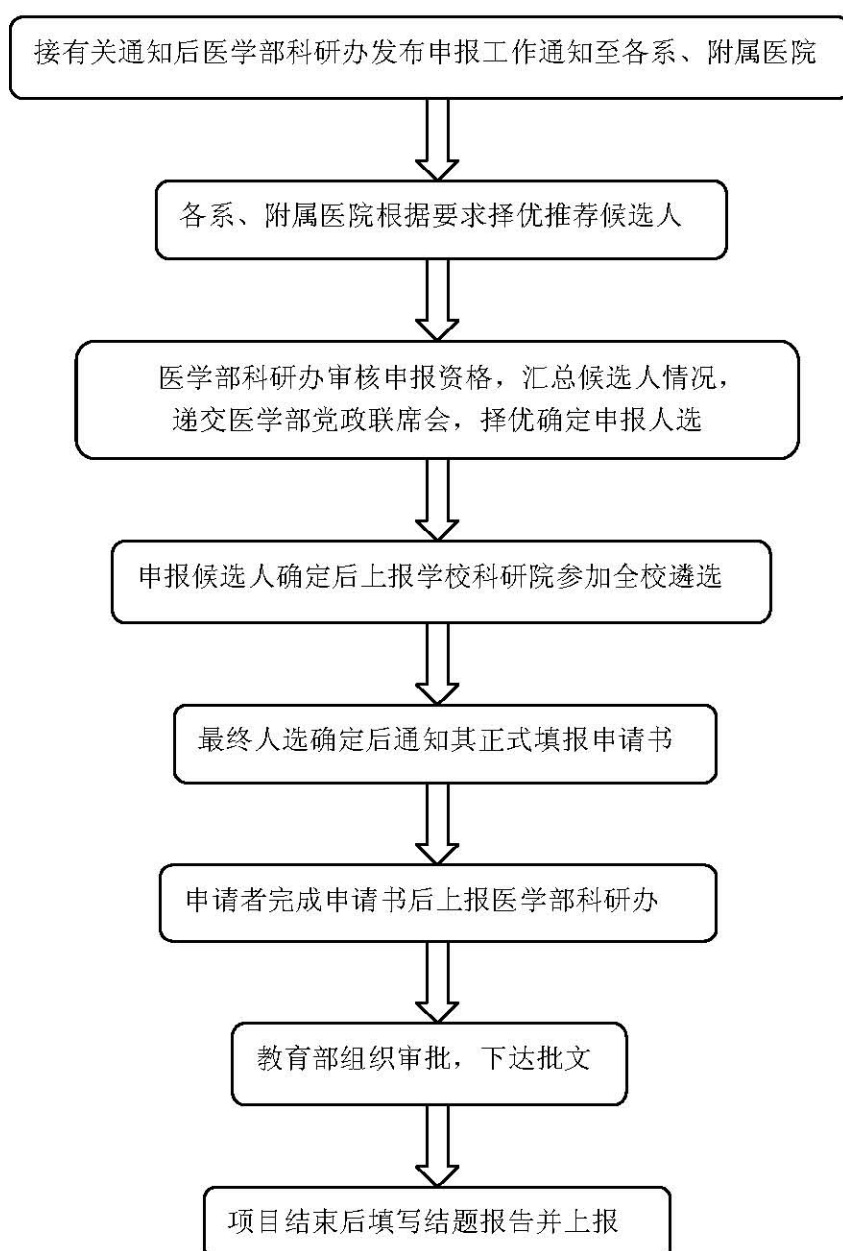 接有关通知后医学部科研办发布申报工作通知至各系、附属医院
各系、附属医院根据要求择优推荐候选人
医学部科研办审核申报资格，汇总候选人情况，
递交医学部党政联席会，择优确定申报人选
申报候选人确定后上报学校科研院参加全校遴选
最终人选确定后通知其正式填报申请书
申请者完成申请书后上报医学部科研办
教育部组织审批，下达批文
项目结束后填写结题报告并上报